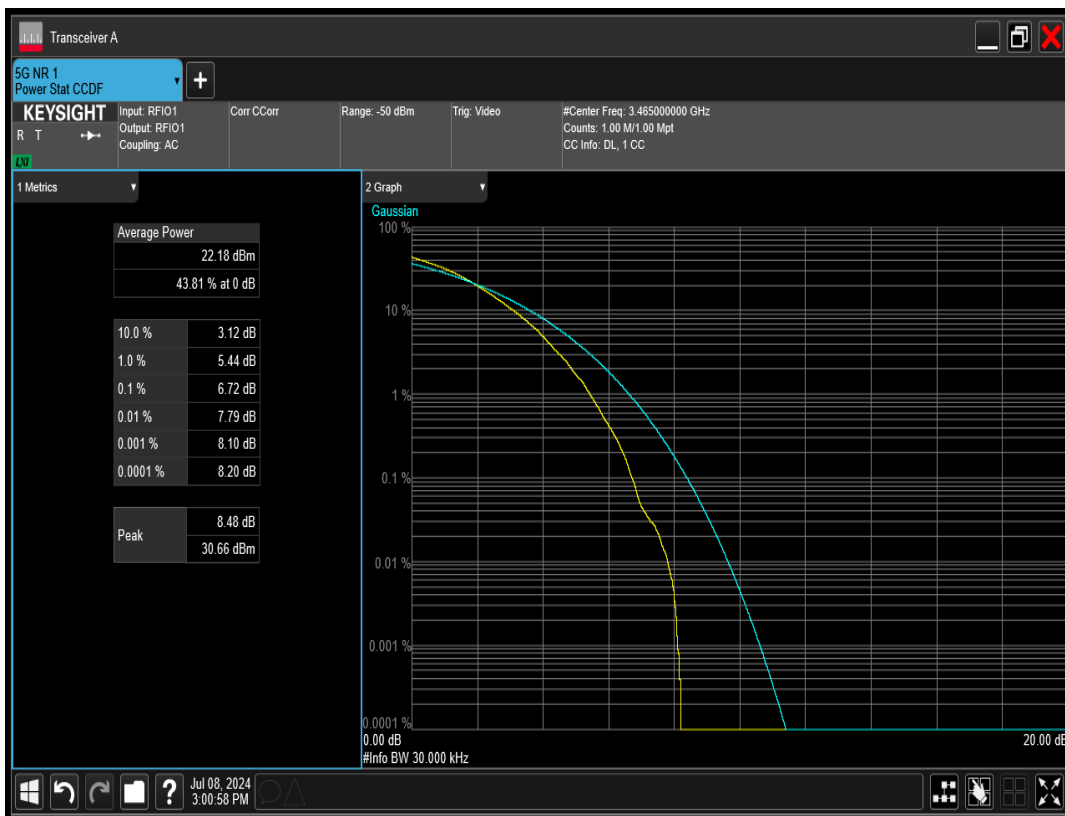 Transceiver A
5G NR 1
Power Stat CCDF
+
KEYSIGHT
R T
LXI
Input: RFIO1
Output: RFIO1
Coupling: AC
Corr CCorr
Range: -50 dBm
Trig: Video
#Center Freq: 3.465000000 GHz
Counts: 1.00 M/1.00 Mpt
CC Info: DL, 1 CC
1 Metrics
Average Power
22.18 dBm
43.81 % at 0 dB
10.0 % 3.12 dB
1.0 % 5.44 dB
0.1 % 6.72 dB
0.01 % 7.79 dB
0.001 % 8.10 dB
0.0001 % 8.20 dB
Peak
8.48 dB
30.66 dBm
2 Graph
Gaussian
100 %
10 %
1 %
0.1 %
0.01 %
0.001 %
0.0001 %
0.00 dB 20.00 dB
#Info BW 30.000 kHz
?
Jul 08, 2024
3:00:58 PM